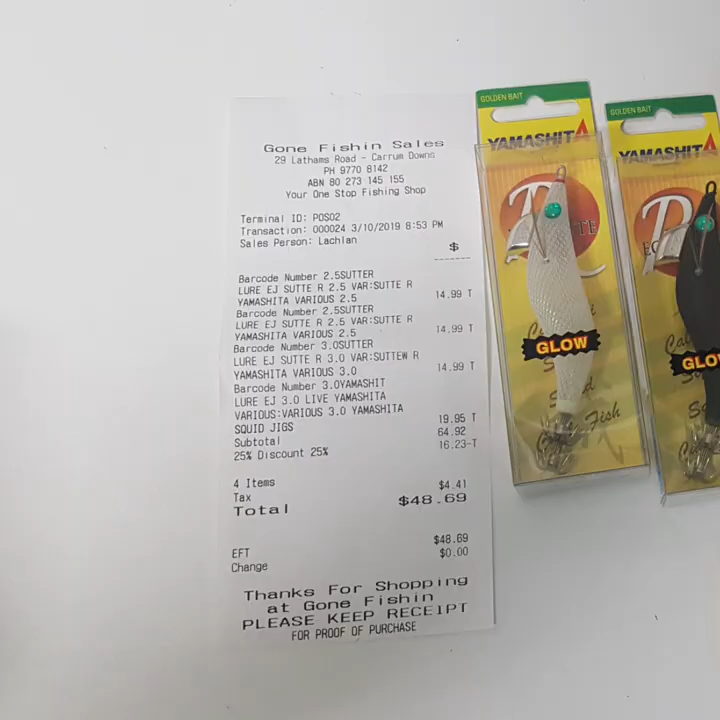 Gone Fishin Sales
29 Lathams Road - Carrum Downs
PH 9770 8142
ABN 80 273 145 155
Your One Stop Fishing Shop
Terminal ID: POS02
Transaction: 000024 3/10/2019 8:53 PM
Sales Person: Lachlan
$
Barcode Number 2.5SUTTER
LURE EJ SUTTE R 2.5 VAR:SUTTE R
YAMASHITA VARIOUS 2.5 14.99 T
Barcode Number 2.5SUTTER
LURE EJ SUTTE R 2.5 VAR:SUTTE R
YAMASHITA VARIOUS 2.5 14.99 T
Barcode Number 3.0SUTTER
LURE EJ SUTTE R 3.0 VAR:SUTTEW R
YAMASHITA VARIOUS 3.0 14.99 T
Barcode Number 3.0YAMASHIT
LURE EJ 3.0 LIVE YAMASHITA
VARIOUS:VARIOUS 3.0 YAMASHITA
SQUID JIGS 19.95 T
Subtotal 64.92
25% Discount 25% 16.23-T
4 Items
Tax $4.41
Total $48.69
EFT $48.69
Change $0.00
Thanks For Shopping
at Gone Fishin
PLEASE KEEP RECEIPT
FOR PROOF OF PURCHASE
GOLDEN BAIT
YAMASHITA
R
GLOW
Fish
GOLDEN BAIT
YAMASHITA
R
GLO